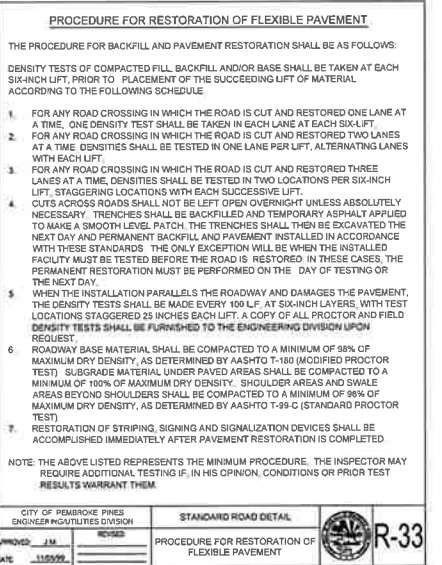 PROCEDURE FOR RESTORATION OF FLEXIBLE PAVEMENT
THE PROCEDURE FOR BACKFILL AND PAVEMENT RESTORATION SHALL BE AS FOLLOWS:
DENSITY TESTS OF COMPACTED FILL, BACKFILL AND/OR BASE SHALL BE TAKEN AT EACH
SIX-INCH LIFT, PRIOR TO PLACEMENT OF THE SUCCEEDING LIFT OF MATERIAL
ACCORDING TO THE FOLLOWING SCHEDULE
1. FOR ANY ROAD CROSSING IN WHICH THE ROAD IS CUT AND RESTORED ONE LANE AT
A TIME, ONE DENSITY TEST SHALL BE TAKEN IN EACH LANE AT EACH SIX-LIFT.
2. FOR ANY ROAD CROSSING IN WHICH THE ROAD IS CUT AND RESTORED TWO LANES
AT A TIME DENSITIES SHALL BE TESTED IN ONE LANE PER LIFT, ALTERNATING LANES
WITH EACH LIFT.
3. FOR ANY ROAD CROSSING IN WHICH THE ROAD IS CUT AND RESTORED THREE
LANES AT A TIME, DENSITIES SHALL BE TESTED IN TWO LOCATIONS PER SIX-INCH
LIFT, STAGGERING LOCATIONS WITH EACH SUCCESSIVE LIFT.
4. CUTS ACROSS ROADS SHALL NOT BE LEFT OPEN OVERNIGHT UNLESS ABSOLUTELY
NECESSARY. TRENCHES SHALL BE BACKFILLED AND TEMPORARY ASPHALT APPLIED
TO MAKE A SMOOTH LEVEL PATCH. THE TRENCHES SHALL THEN BE EXCAVATED THE
NEXT DAY AND PERMANENT BACKFILL AND PAVEMENT INSTALLED IN ACCORDANCE
WITH THESE STANDARDS THE ONLY EXCEPTION WILL BE WHEN THE INSTALLED
FACILITY MUST BE TESTED BEFORE THE ROAD IS RESTORED IN THESE CASES, THE
PERMANENT RESTORATION MUST BE PERFORMED ON THE DAY OF TESTING OR
THE NEXT DAY.
5 WHEN THE INSTALLATION PARALLELS THE ROADWAY AND DAMAGES THE PAVEMENT,
THE DENSITY TESTS SHALL BE MADE EVERY 100 L.F. AT SIX-INCH LAYERS, WITH TEST
LOCATIONS STAGGERED 25 INCHES EACH LIFT. A COPY OF ALL PROCTOR AND FIELD
DENSITY TESTS SHALL BE FURNISHED TO THE ENGINEERING DIVISION UPON
REQUEST.
6. ROADWAY BASE MATERIAL SHALL BE COMPACTED TO A MINIMUM OF 98% OF
MAXIMUM DRY DENSITY, AS DETERMINED BY AASHTO T-180 (MODIFIED PROCTOR
TEST) SUBGRADE MATERIAL UNDER PAVED AREAS SHALL BE COMPACTED TO A
MINIMUM OF 100% OF MAXIMUM DRY DENSITY. SHOULDER AREAS AND SWALE
AREAS BEYOND SHOULDERS SHALL BE COMPACTED TO A MINIMUM OF 96% OF
MAXIMUM DRY DENSITY, AS DETERMINED BY AASHTO T-99-C (STANDARD PROCTOR
TEST)
7. RESTORATION OF STRIPING, SIGNING AND SIGNALIZATION DEVICES SHALL BE
ACCOMPLISHED IMMEDIATELY AFTER PAVEMENT RESTORATION IS COMPLETED
NOTE: THE ABOVE LISTED REPRESENTS THE MINIMUM PROCEDURE. THE INSPECTOR MAY
REQUIRE ADDITIONAL TESTING IF, IN HIS OPINION, CONDITIONS OR PRIOR TEST
RESULTS WARRANT THEM.
CITY OF PEMBROKE PINES
ENGINEERING/UTILITIES DIVISION
STANDARD ROAD DETAIL
R-33
APPROVED: J.M.
REVISED
DATE 11/03/99
PROCEDURE FOR RESTORATION OF
FLEXIBLE PAVEMENT